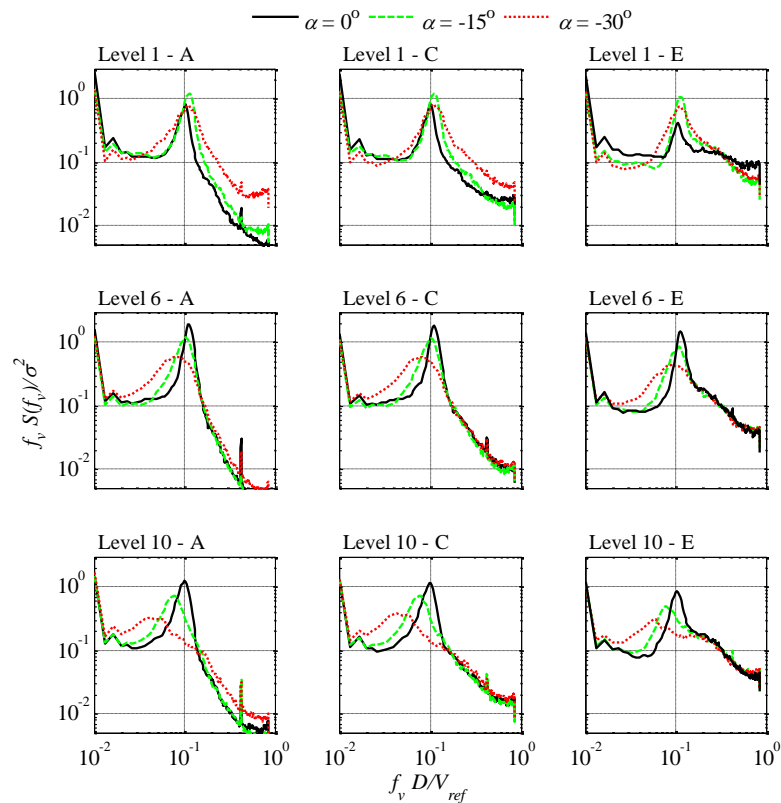 α = 0° α = -15° α = -30°
Level 1 - A Level 1 - C Level 1 - E
10⁰
10⁻¹
10⁻²
Level 6 - A Level 6 - C Level 6 - E
10⁰
10⁻¹
10⁻²
f_v S(f_v)/σ²
Level 10 - A Level 10 - C Level 10 - E
10⁰
10⁻¹
10⁻²
10⁻² 10⁻¹ 10⁰ 10⁻² 10⁻¹ 10⁰ 10⁻² 10⁻¹ 10⁰
f_v D/V_ref